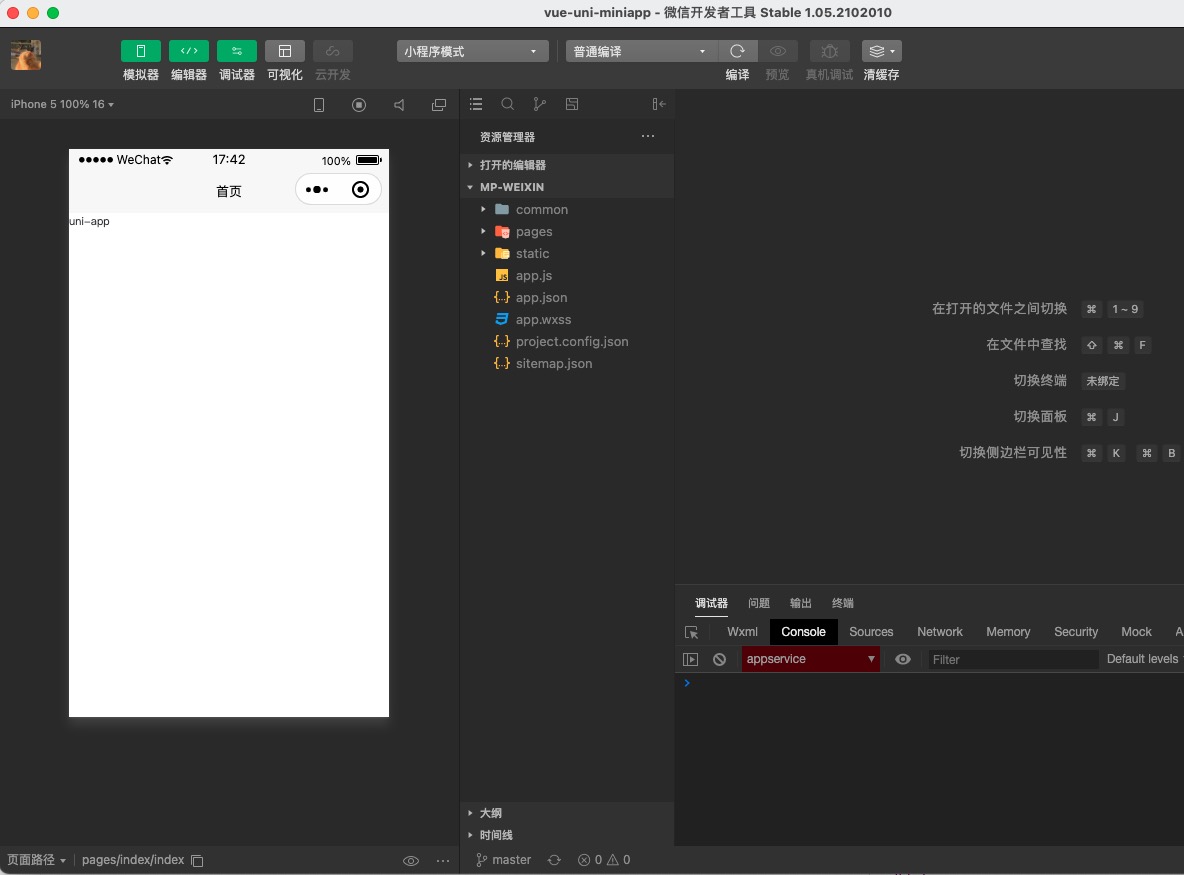 vue-uni-miniapp - 微信开发者工具 Stable 1.05.2102010
小程序模式 普通编译
模拟器 编辑器 调试器 可视化 云开发 编译 预览 真机调试 清缓存
iPhone 5 100% 16
WeChat 17:42 100%
首页
uni-app
资源管理器
打开的编辑器
MP-WEIXIN
common
pages
static
app.js
app.json
app.wxss
project.config.json
sitemap.json
大纲
时间线
在打开的文件之间切换 ⌘ 1 ~ 9
在文件中查找 ⇧ ⌘ F
切换终端 未绑定
切换面板 ⌘ J
切换侧边栏可见性 ⌘ K ⌘ B
调试器 问题 输出 终端
Wxml Console Sources Network Memory Security Mock A
appservice Filter Default levels
页面路径 pages/index/index
master 0 0